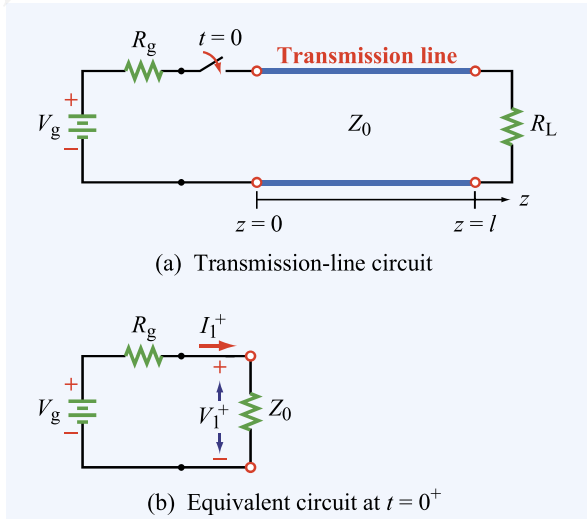 R_g t = 0 Transmission line
+
V_g Z_0 R_L
−
z
z = 0 z = l
(a) Transmission-line circuit
R_g I_1^+
+ +
V_g V_1^+ Z_0
− −
(b) Equivalent circuit at t = 0^+